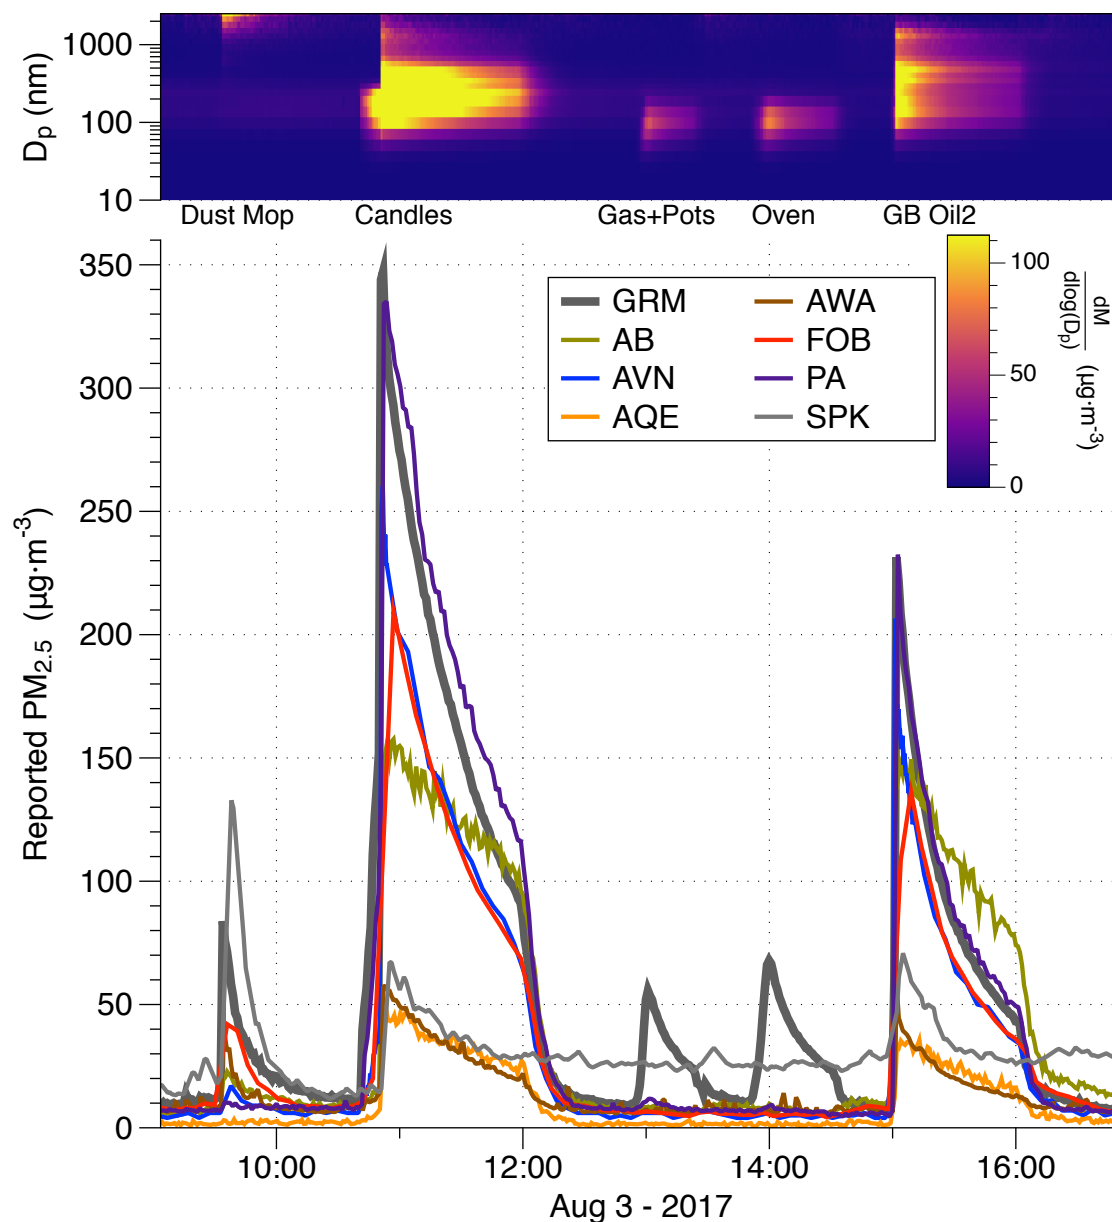 1000
100
10
Dp (nm)
Dust Mop Candles Gas+Pots Oven GB Oil2
350
300
250
200
150
100
50
0
Reported PM2.5 (µg·m-3)
GRM AWA
AB FOB
AVN PA
AQE SPK
100
50
0
dM
dlog(Dp)
(µg·m-3)
10:00 12:00 14:00 16:00
Aug 3 - 2017